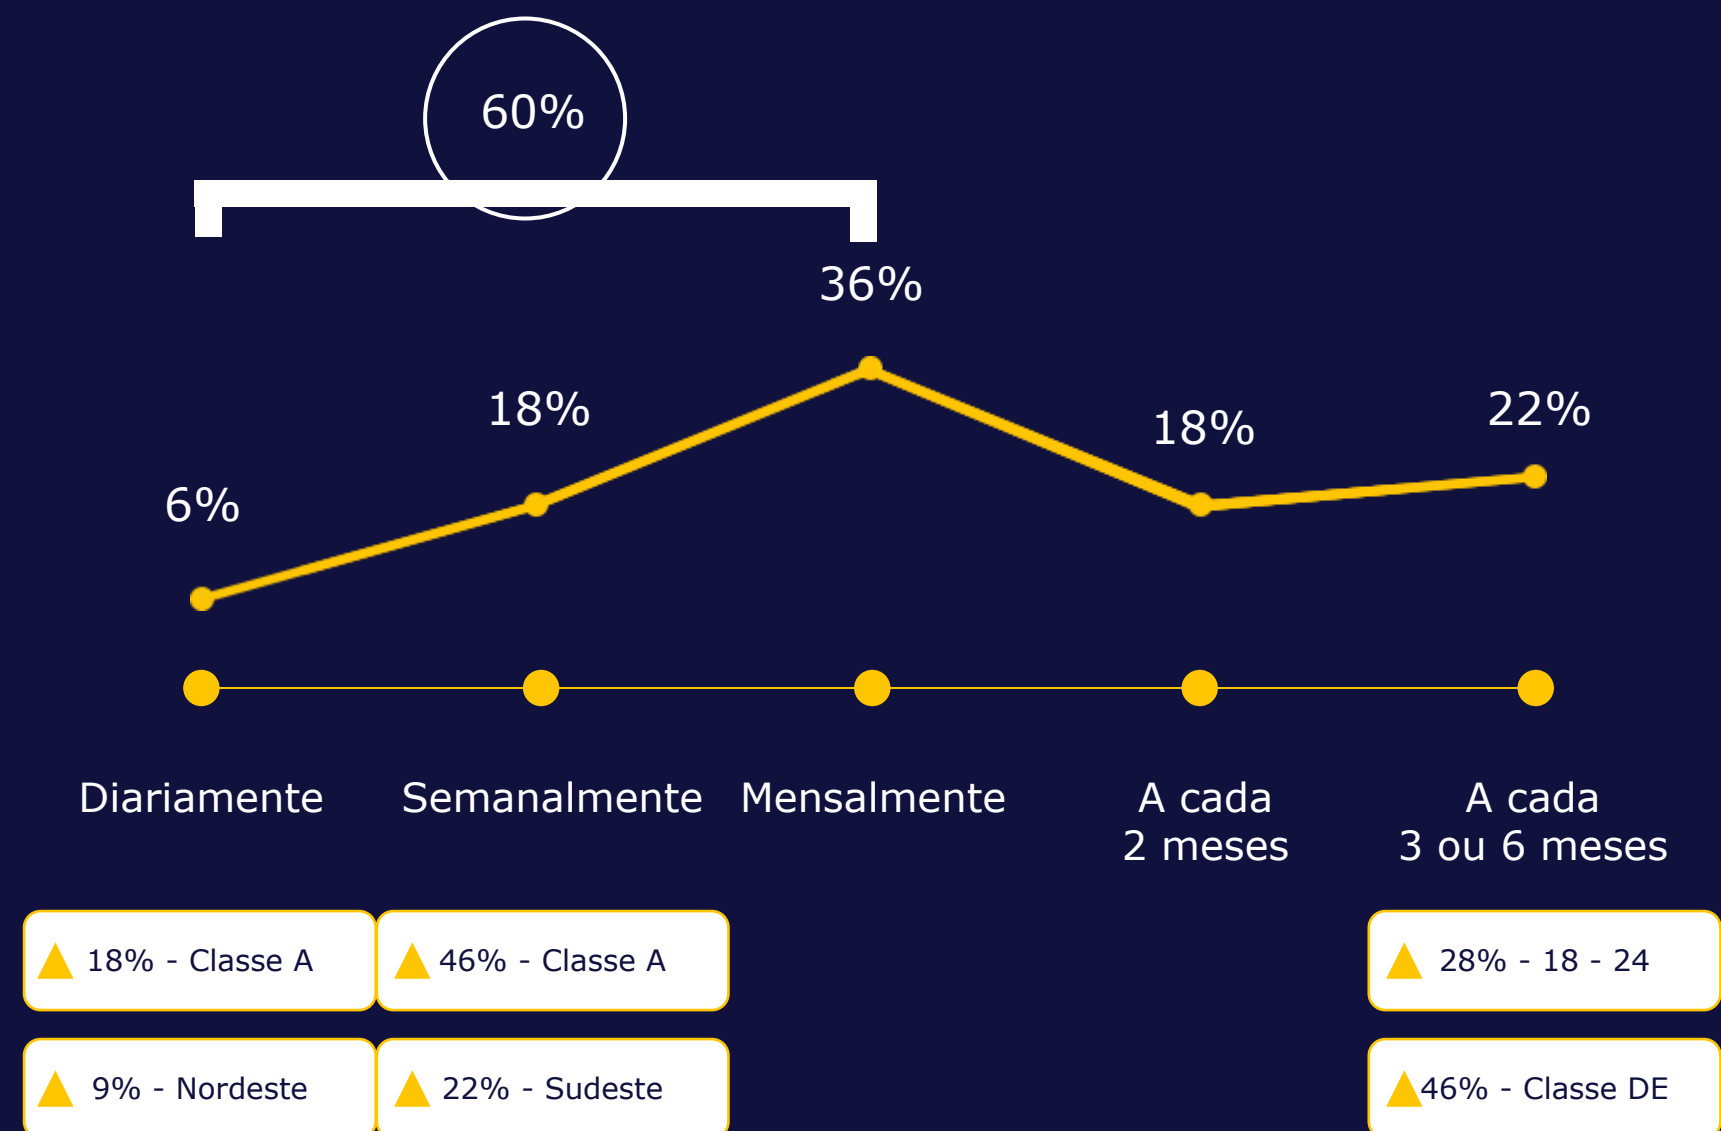 60%
36%
18%
22%
18%
6%
Diariamente
Semanalmente
Mensalmente
A cada
2 meses
A cada
3 ou 6 meses
18% - Classe A
46% - Classe A
28% - 18 - 24
9% - Nordeste
22% - Sudeste
46% - Classe DE